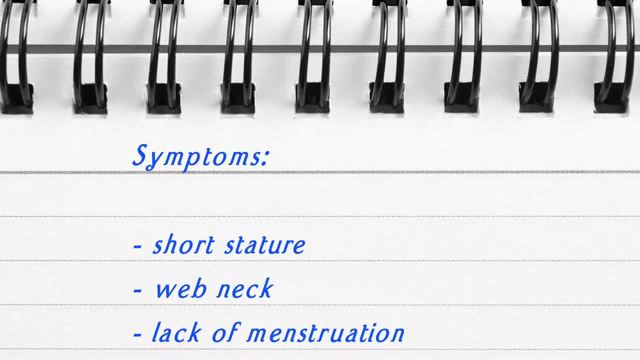 Symptoms:
- short stature
- web neck
- lack of menstruation